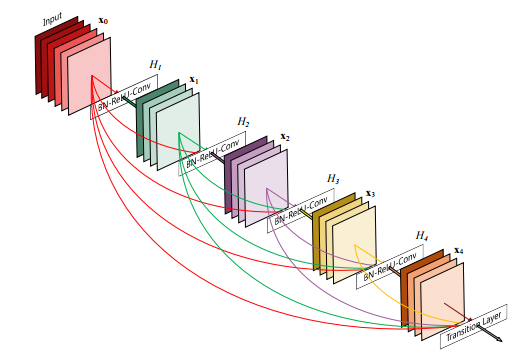 Input
x0
BN-ReLU-Conv
H1
x1
BN-ReLU-Conv
H2
x2
BN-ReLU-Conv
H3
x3
BN-ReLU-Conv
H4
x4
Transition Layer